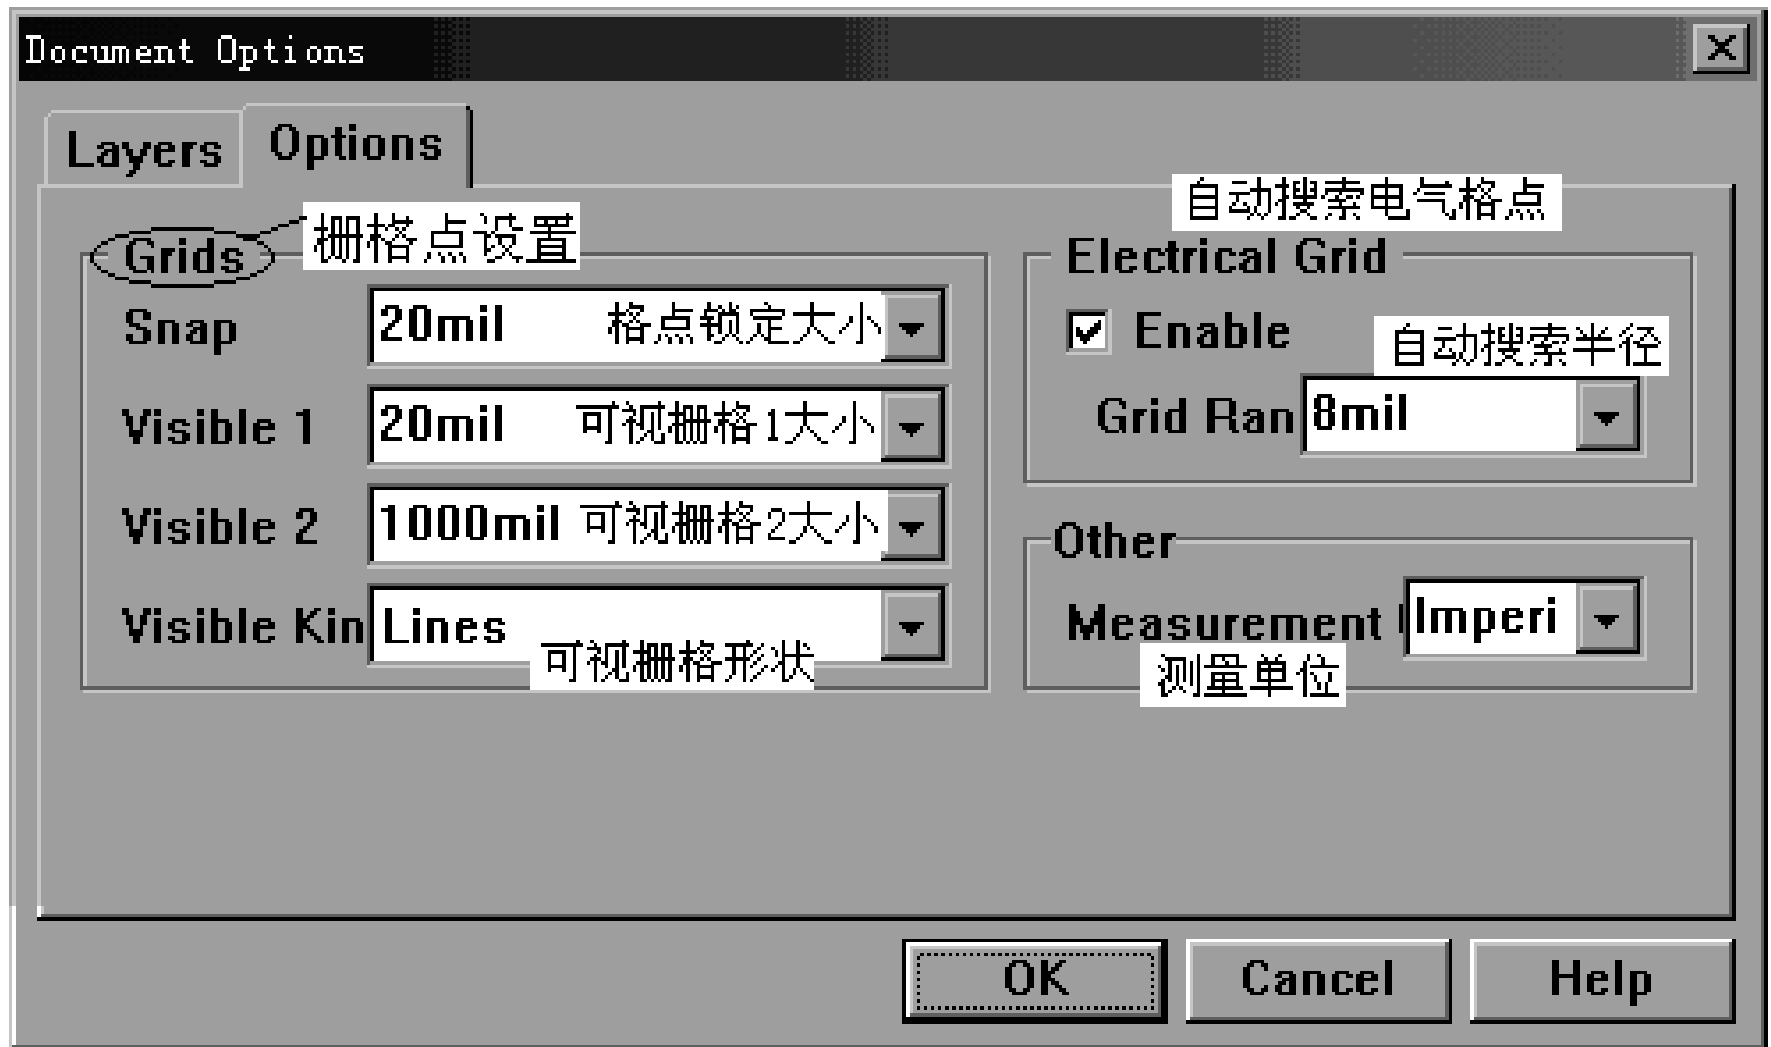 Document Options
Layers
Options
Grids
栅格点设置
Snap
20mil
格点锁定大小
Visible 1
20mil
可视栅格1大小
Visible 2
1000mil
可视栅格2大小
Visible Kin
Lines
可视栅格形状
自动搜索电气格点
Electrical Grid
Enable
自动搜索半径
Grid Ran
8mil
Other
Measurement
Imperi
测量单位
OK
Cancel
Help